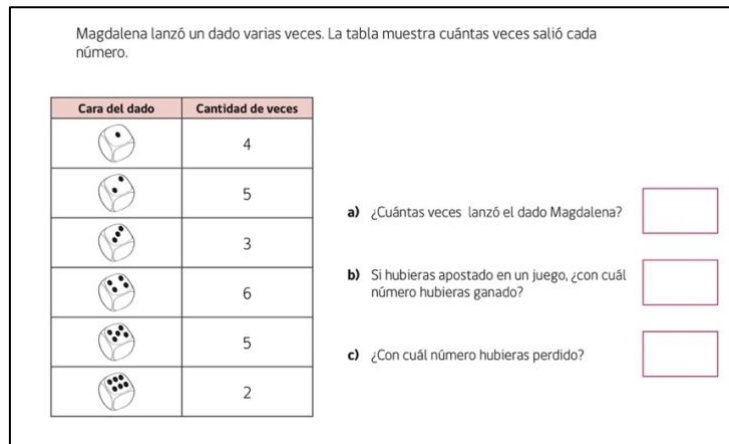 Magdalena lanzó un dado varias veces. La tabla muestra cuántas veces salió cada
número.
Cara del dado Cantidad de veces
4
5
3
6
5
2
a) ¿Cuántas veces lanzó el dado Magdalena?
b) Si hubieras apostado en un juego, ¿con cuál
número hubieras ganado?
c) ¿Con cuál número hubieras perdido?